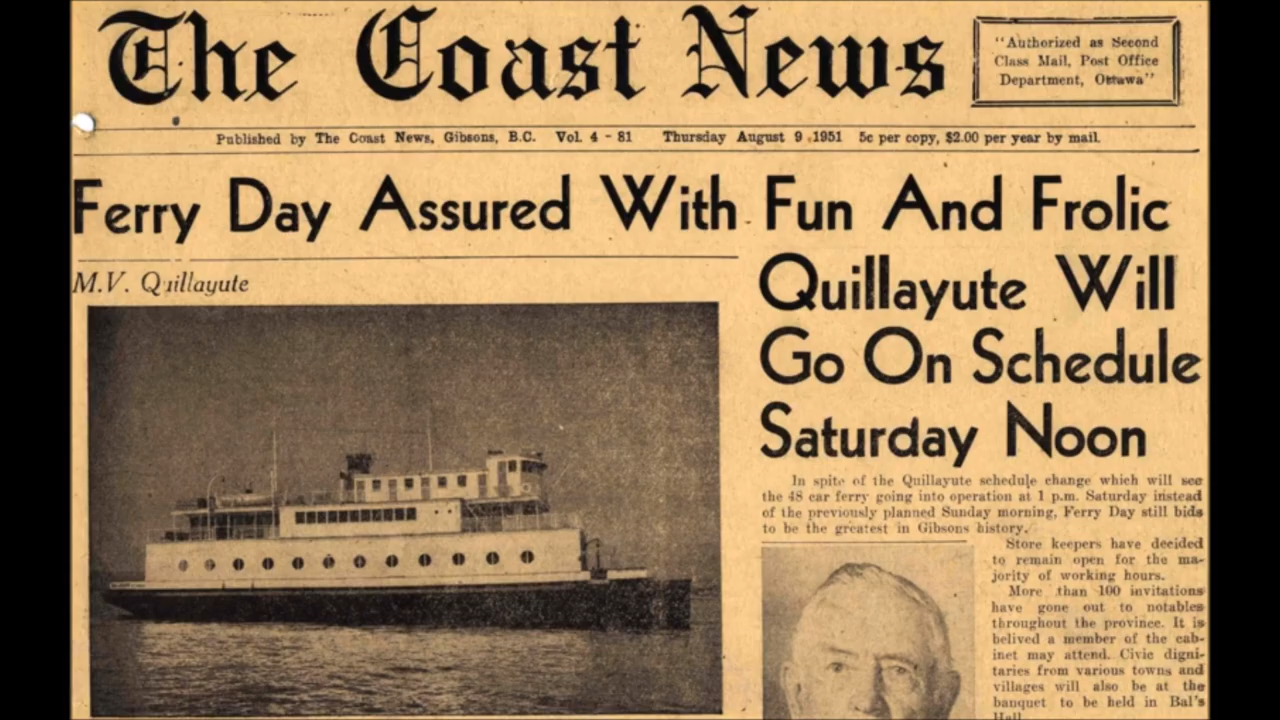 The Coast News
"Authorized as Second
Class Mail, Post Office
Department, Ottawa"
Published by The Coast News, Gibsons, B.C. Vol. 4 - 81 Thursday August 9 1951 5c per copy, $2.00 per year by mail.
Ferry Day Assured With Fun And Frolic
M.V. Quillayute
Quillayute Will
Go On Schedule
Saturday Noon
In spite of the Quillayute schedule change which will see
the 48 car ferry going into operation at 1 p.m. Saturday instead
of the previously planned Sunday morning, Ferry Day still bids
to be the greatest in Gibsons history.
Store keepers have decided
to remain open for the ma-
jority of working hours.
More than 100 invitations
have gone out to notables
throughout the province. It is
belived a member of the cab-
inet may attend. Civic digni-
taries from various towns and
villages will also be at the
banquet to be held in Bal's
Hall